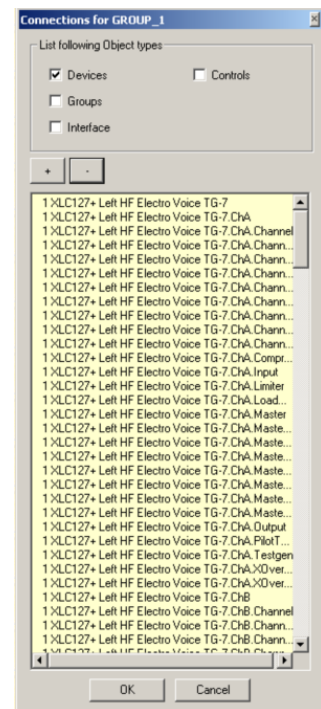 Connections for GROUP_1
List following Object types
Devices
Controls
Groups
Interface
+
-
1 XLC127+ Left HF Electro Voice TG-7
1 XLC127+ Left HF Electro Voice TG-7.ChA
1 XLC127+ Left HF Electro Voice TG-7.ChA.Channel
1 XLC127+ Left HF Electro Voice TG-7.ChA.Chann...
1 XLC127+ Left HF Electro Voice TG-7.ChA.Chann...
1 XLC127+ Left HF Electro Voice TG-7.ChA.Chann...
1 XLC127+ Left HF Electro Voice TG-7.ChA.Chann...
1 XLC127+ Left HF Electro Voice TG-7.ChA.Chann...
1 XLC127+ Left HF Electro Voice TG-7.ChA.Chann...
1 XLC127+ Left HF Electro Voice TG-7.ChA.Chann...
1 XLC127+ Left HF Electro Voice TG-7.ChA.Chann...
1 XLC127+ Left HF Electro Voice TG-7.ChA.Compr...
1 XLC127+ Left HF Electro Voice TG-7.ChA.Input
1 XLC127+ Left HF Electro Voice TG-7.ChA.Limiter
1 XLC127+ Left HF Electro Voice TG-7.ChA.Load...
1 XLC127+ Left HF Electro Voice TG-7.ChA.Master
1 XLC127+ Left HF Electro Voice TG-7.ChA.Maste...
1 XLC127+ Left HF Electro Voice TG-7.ChA.Maste...
1 XLC127+ Left HF Electro Voice TG-7.ChA.Maste...
1 XLC127+ Left HF Electro Voice TG-7.ChA.Maste...
1 XLC127+ Left HF Electro Voice TG-7.ChA.Maste...
1 XLC127+ Left HF Electro Voice TG-7.ChA.Output
1 XLC127+ Left HF Electro Voice TG-7.ChA.PilotT...
1 XLC127+ Left HF Electro Voice TG-7.ChA.Testgen
1 XLC127+ Left HF Electro Voice TG-7.ChA.XOver...
1 XLC127+ Left HF Electro Voice TG-7.ChA.XOver...
1 XLC127+ Left HF Electro Voice TG-7.ChB
1 XLC127+ Left HF Electro Voice TG-7.ChB.Channel
1 XLC127+ Left HF Electro Voice TG-7.ChB.Chann...
1 XLC127+ Left HF Electro Voice TG-7.ChB.Chann...
1 XLC127+ Left HF Electro Voice TG-7.ChB.Chann...
OK
Cancel